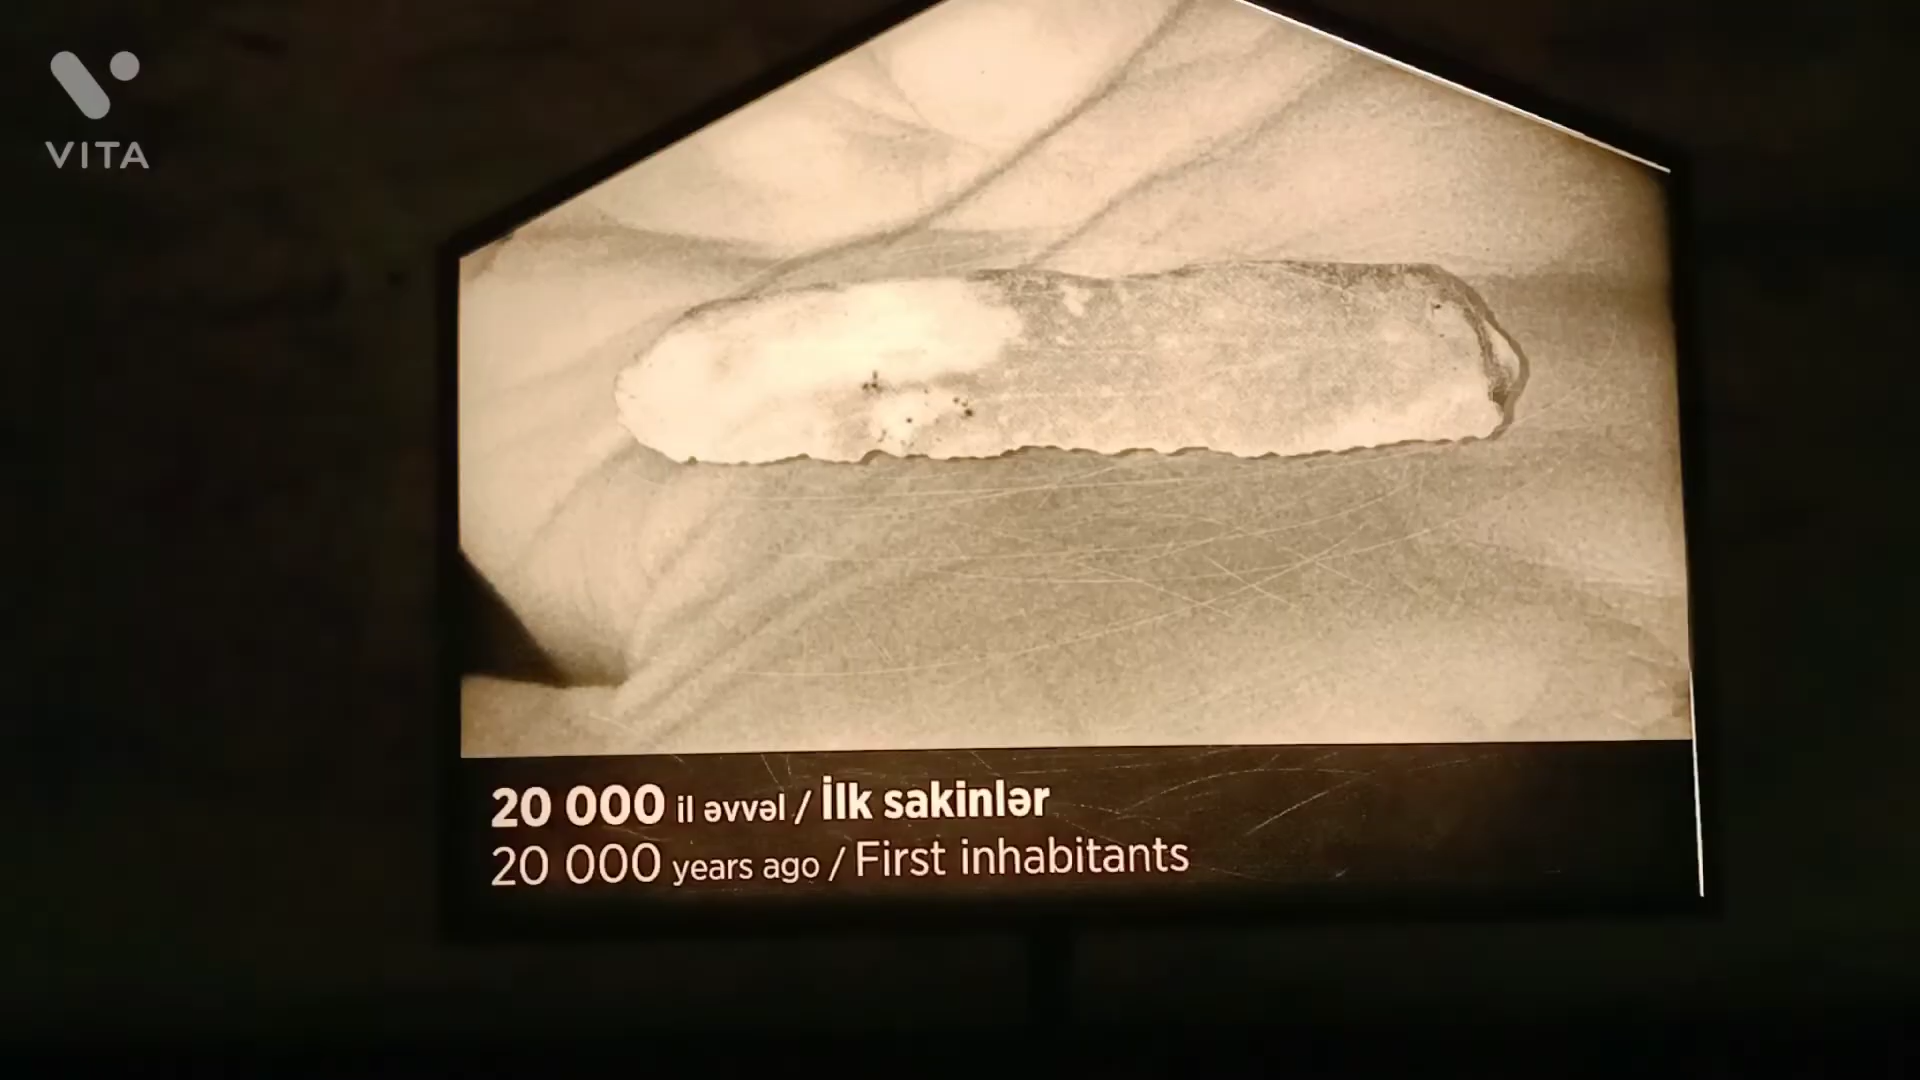 VITA
20 000 il əvvəl / İlk sakinlər
20 000 years ago / First inhabitants